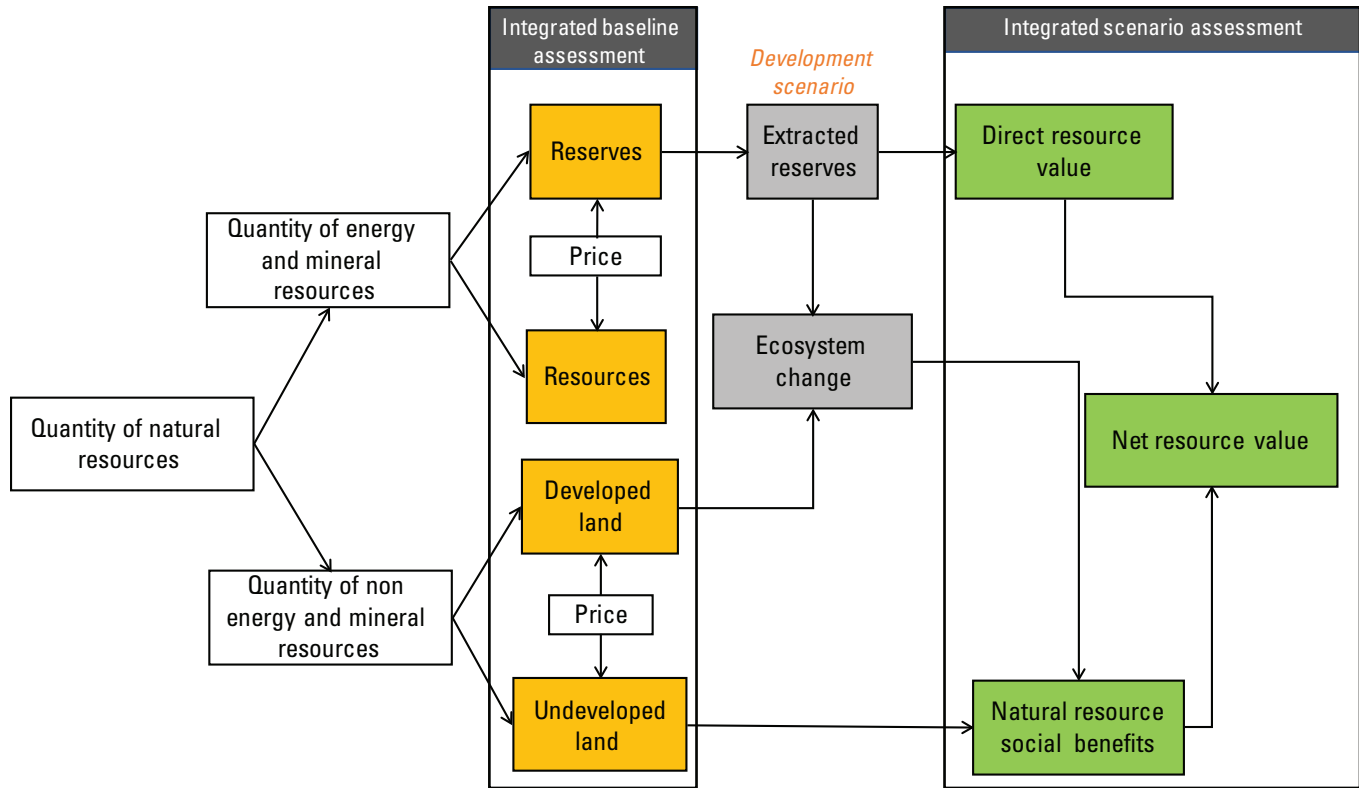 Integrated baseline
assessment
Integrated scenario assessment
Development
scenario
Reserves
Extracted
reserves
Direct resource
value
Quantity of energy
and mineral
resources
Price
Resources
Ecosystem
change
Quantity of natural
resources
Net resource value
Developed
land
Quantity of non
energy and mineral
resources
Price
Undeveloped
land
Natural resource
social benefits